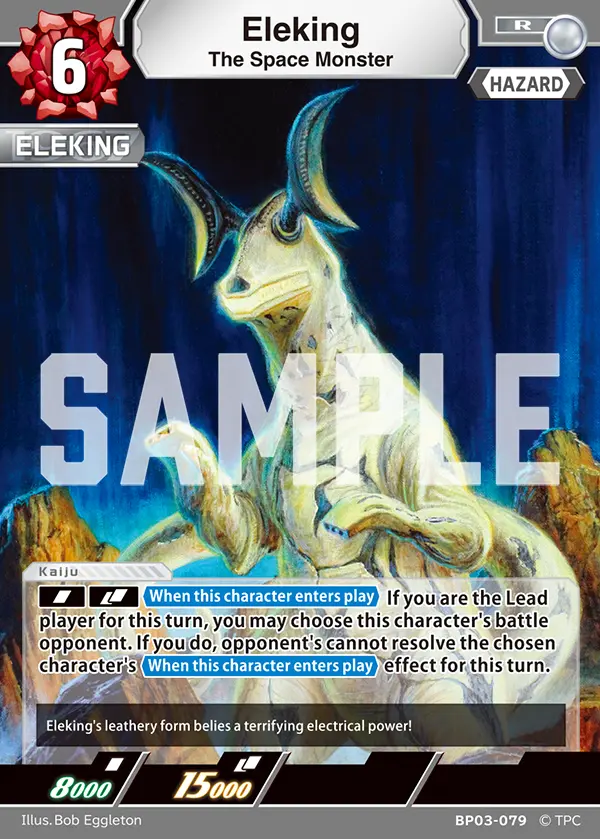 Eleking
The Space Monster
R
6
HAZARD
ELEKING
SAMPLE
Kaiju
When this character enters play If you are the Lead
player for this turn, you may choose this character's battle
opponent. If you do, opponent's cannot resolve the chosen
character's When this character enters play effect for this turn.
Eleking's leathery form belies a terrifying electrical power!
8000 15000
Illus.Bob Eggleton BP03-079 © TPC